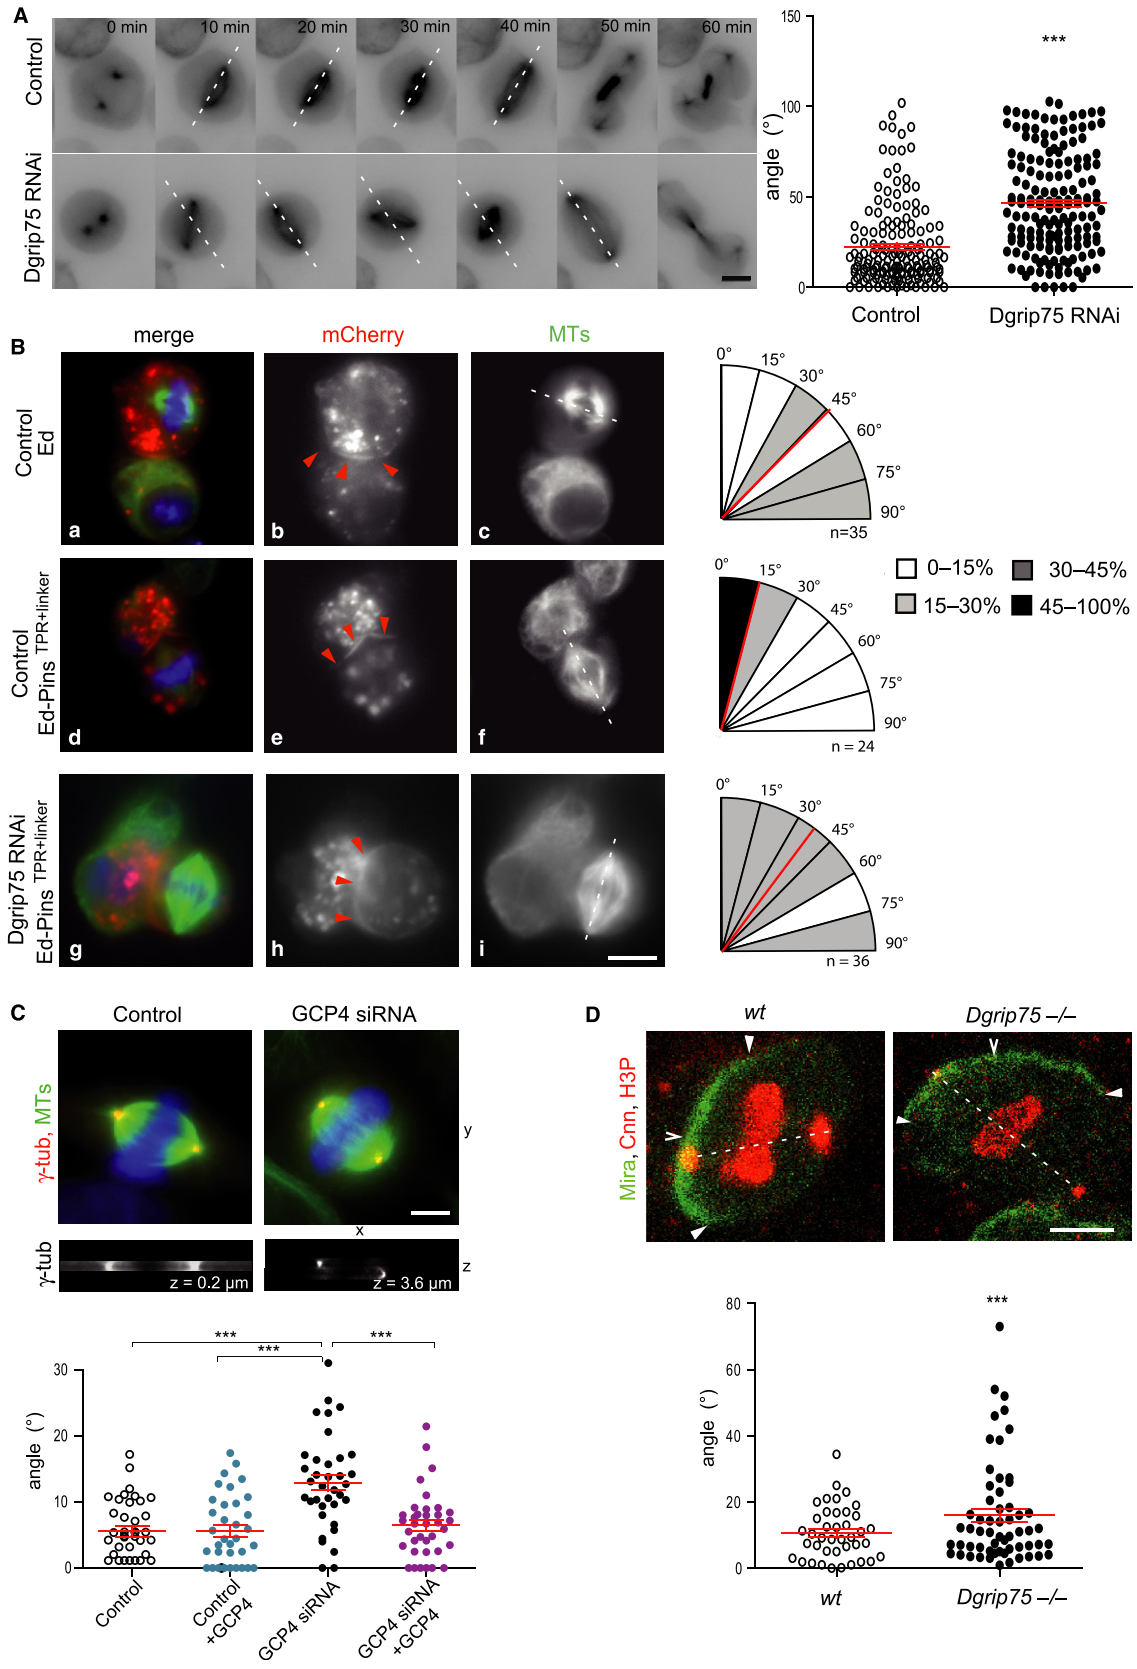 A
Control
0 min
10 min
20 min
30 min
40 min
50 min
60 min
Dgrip75 RNAi
angle (°)
150
100
50
0
***
Control
Dgrip75 RNAi
B
merge
mCherry
MTs
Control
Ed
a
b
c
0°
15°
30°
45°
60°
75°
90°
n=35
Control
Ed-Pins TPR+linker
d
e
f
0°
15°
30°
45°
60°
75°
90°
n = 24
0–15%
30–45%
15–30%
45–100%
Dgrip75 RNAi
Ed-Pins TPR+linker
g
h
i
0°
15°
30°
45°
60°
75°
90°
n = 36
C
Control
GCP4 siRNA
γ-tub, MTs
y
x
γ-tub
z = 0.2 µm
z = 3.6 µm
z
***
***
***
angle (°)
30
20
10
0
Control
Control
+GCP4
GCP4 siRNA
GCP4 siRNA
+GCP4
D
wt
Dgrip75 –/–
Mira, Cnn, H3P
***
angle (°)
80
60
40
20
0
wt
Dgrip75 –/–